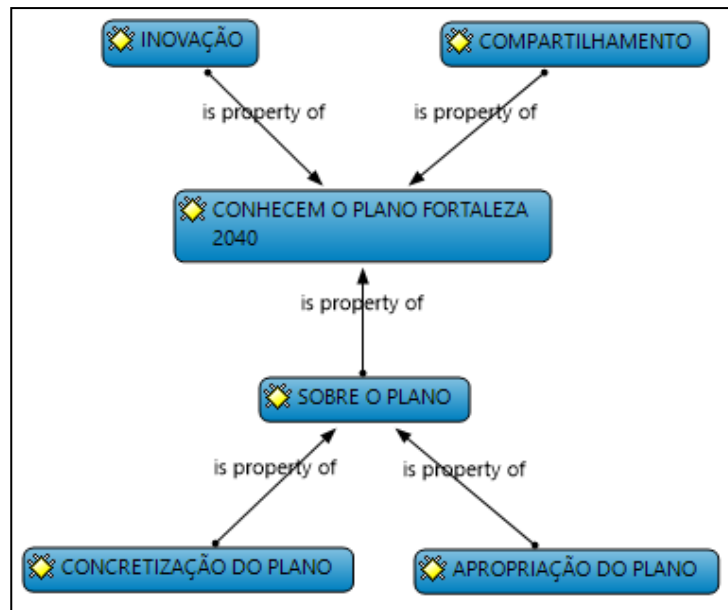 INOVAÇÃO
COMPARTILHAMENTO
is property of
is property of
CONHECEM O PLANO FORTALEZA
2040
is property of
SOBRE O PLANO
is property of
is property of
CONCRETIZAÇÃO DO PLANO
APROPRIAÇÃO DO PLANO